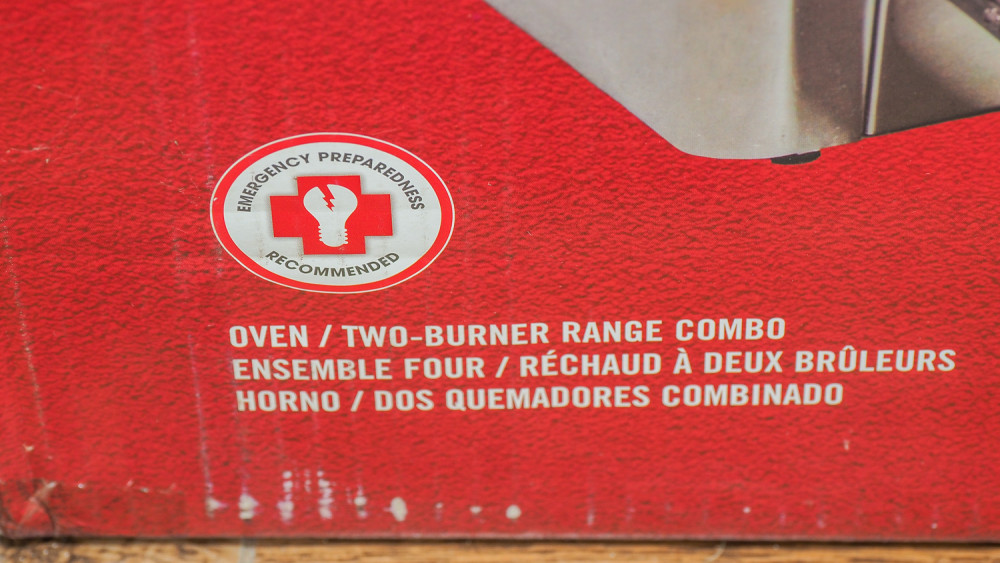 EMERGENCY PREPAREDNESS
RECOMMENDED
OVEN / TWO-BURNER RANGE COMBO
ENSEMBLE FOUR / RÉCHAUD À DEUX BRÛLEURS
HORNO / DOS QUEMADORES COMBINADO